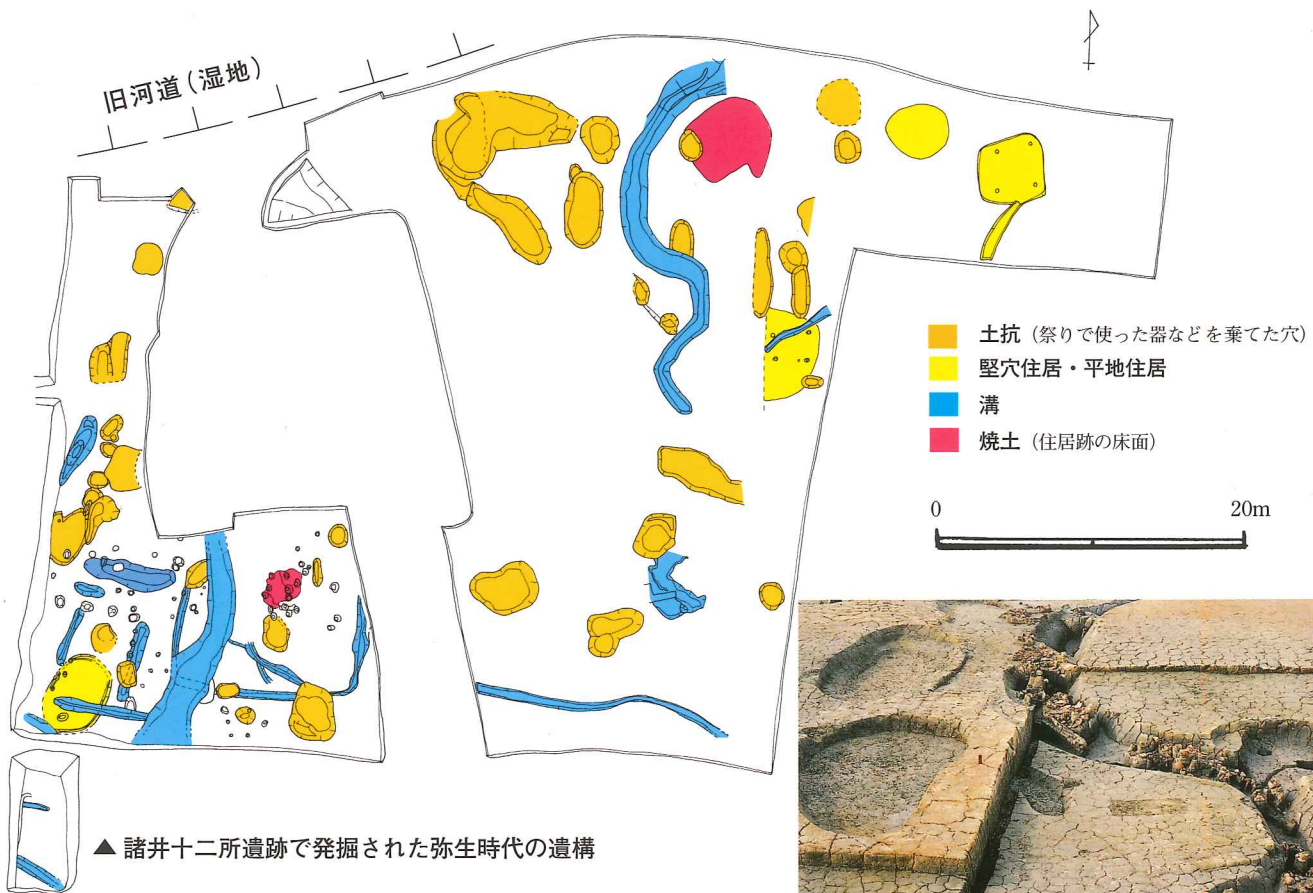 旧河道(湿地)
土抗(祭りで使った器などを棄てた穴)
堅穴住居・平地住居
溝
焼土(住居跡の床面)
0 20m
▲ 諸井十二所遺跡で発掘された弥生時代の遺構